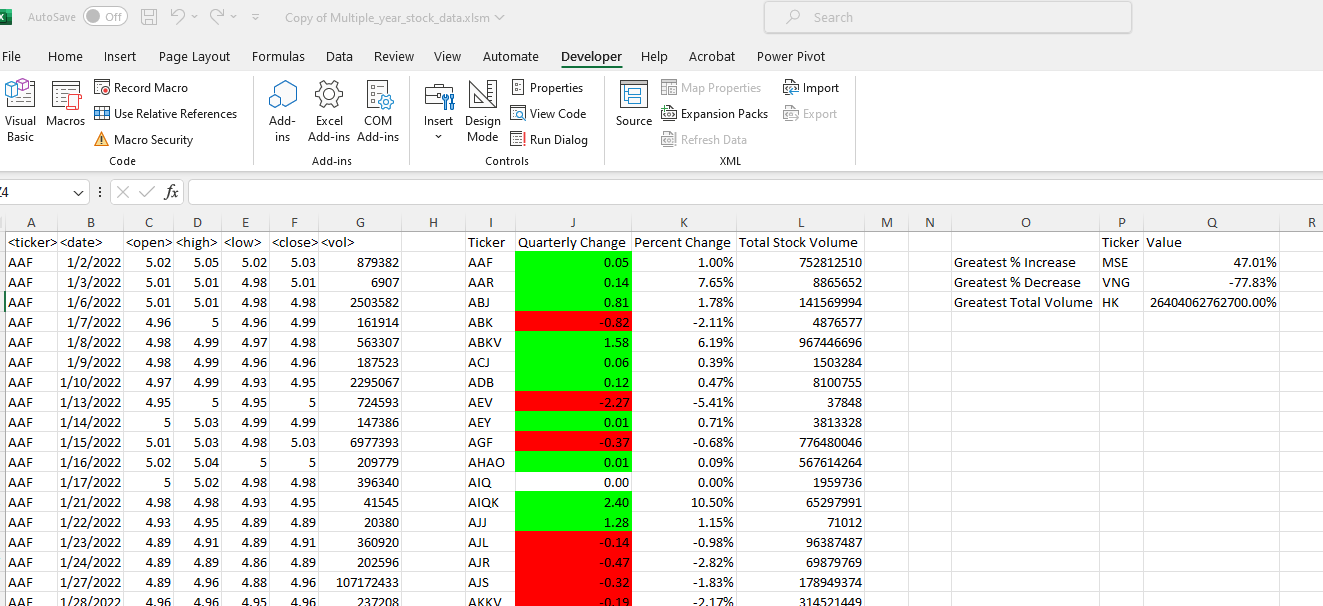 AutoSave Off Copy of Multiple_year_stock_data.xlsm Search
File Home Insert Page Layout Formulas Data Review View Automate Developer Help Acrobat Power Pivot
Visual Basic
Macros
Record Macro
Use Relative References
Macro Security
Code
Add-ins
Excel Add-ins
COM Add-ins
Add-ins
Insert
Design Mode
Properties
View Code
Run Dialog
Controls
Source
Map Properties
Expansion Packs
Refresh Data
Import
Export
XML
fx
A B C D E F G H I J K L M N O P Q R
<ticker> <date> <open> <high> <low> <close> <vol> Ticker Quarterly Change Percent Change Total Stock Volume Ticker Value
AAF 1/2/2022 5.02 5.05 5.02 5.03 879382 AAF 0.05 1.00% 752812510 Greatest % Increase MSE 47.01%
AAF 1/3/2022 5.01 5.01 4.98 5.01 6907 AAR 0.14 7.65% 8865652 Greatest % Decrease VNG -77.83%
AAF 1/6/2022 5.01 5.01 4.98 4.98 2503582 ABJ 0.81 1.78% 141569994 Greatest Total Volume HK 26404062762700.00%
AAF 1/7/2022 4.96 5 4.96 4.99 161914 ABK -0.82 -2.11% 4876577
AAF 1/8/2022 4.98 4.99 4.97 4.98 563307 ABKV 1.58 6.19% 967446696
AAF 1/9/2022 4.98 4.99 4.96 4.96 187523 ACJ 0.06 0.39% 1503284
AAF 1/10/2022 4.97 4.99 4.93 4.95 2295067 ADB 0.12 0.47% 8100755
AAF 1/13/2022 4.95 5 4.95 5 724593 AEV -2.27 -5.41% 37848
AAF 1/14/2022 5 5.03 4.99 4.99 147386 AEY 0.01 0.71% 3813328
AAF 1/15/2022 5.01 5.03 4.98 5.03 6977393 AGF -0.37 -0.68% 776480046
AAF 1/16/2022 5.02 5.04 5 5 209779 AHAO 0.01 0.09% 567614264
AAF 1/17/2022 5 5.02 4.98 4.98 396340 AIQ 0.00 0.00% 1959736
AAF 1/21/2022 4.98 4.98 4.93 4.95 41545 AIQK 2.40 10.50% 65297991
AAF 1/22/2022 4.93 4.95 4.89 4.89 20380 AJJ 1.28 1.15% 71012
AAF 1/23/2022 4.89 4.91 4.89 4.91 360920 AJL -0.14 -0.98% 96387487
AAF 1/24/2022 4.89 4.89 4.86 4.89 202596 AJR -0.47 -2.82% 69879769
AAF 1/27/2022 4.89 4.96 4.88 4.96 107172433 AJS -0.32 -1.83% 178949374
AAF 1/28/2022 4.96 4.96 4.95 4.96 237208 AKKV -0.19 -2.17% 314521449